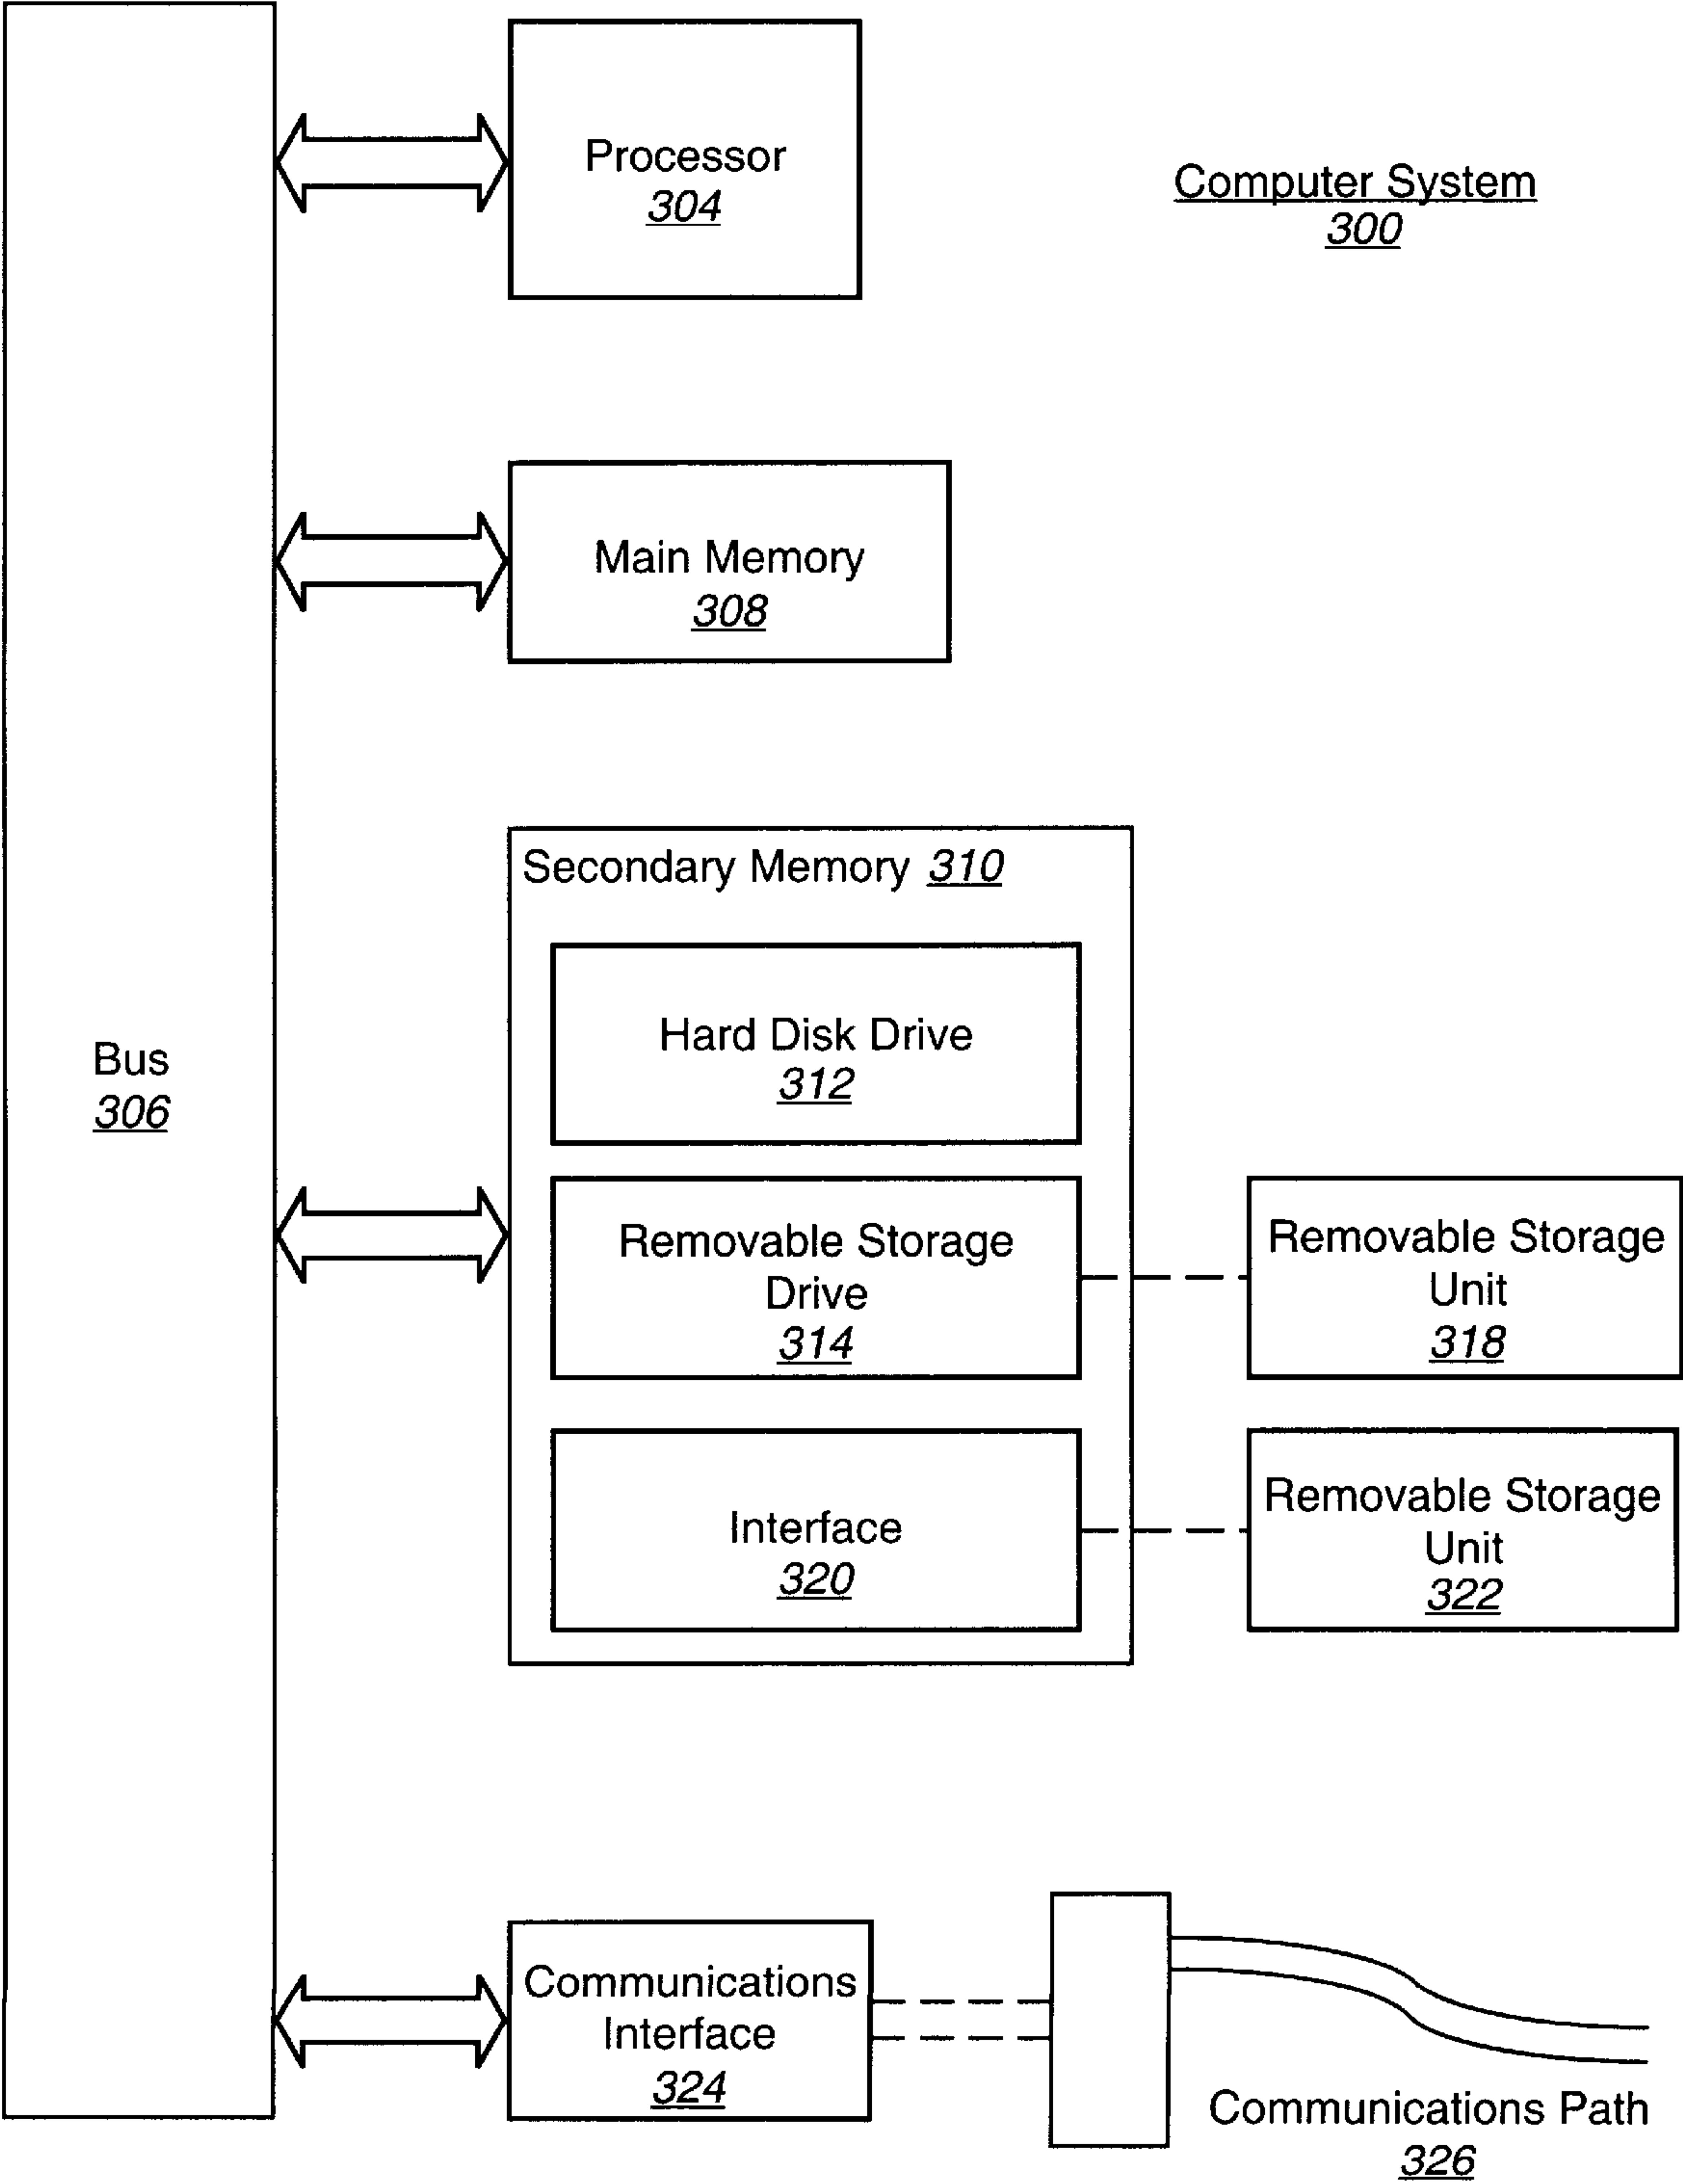 Processor
304
Computer System
300
Main Memory
308
Secondary Memory 310
Hard Disk Drive
312
Bus
306
Removable Storage
Drive
314
Removable Storage
Unit
318
Interface
320
Removable Storage
Unit
322
Communications
Interface
324
Communications Path
326